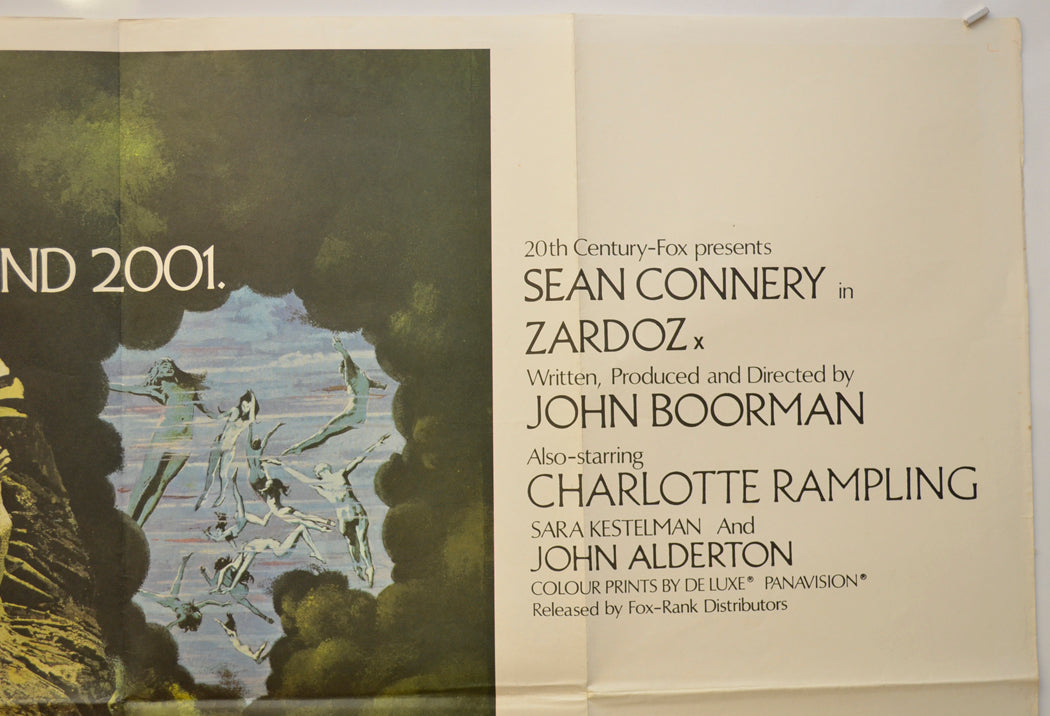 ND 2001.
20th Century-Fox presents
SEAN CONNERY in
ZARDOZ x
Written, Produced and Directed by
JOHN BOORMAN
Also-starring
CHARLOTTE RAMPLING
SARA KESTELMAN And
JOHN ALDERTON
COLOUR PRINTS BY DE LUXE® PANAVISION®
Released by Fox-Rank Distributors